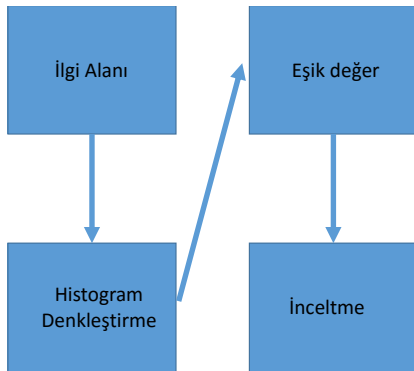 İlgi Alanı
Histogram
Denkleştirme
Eşik değer
İnceltme